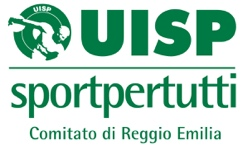 UISP
UISP
sportpertutti
Comitato di Reggio Emilia